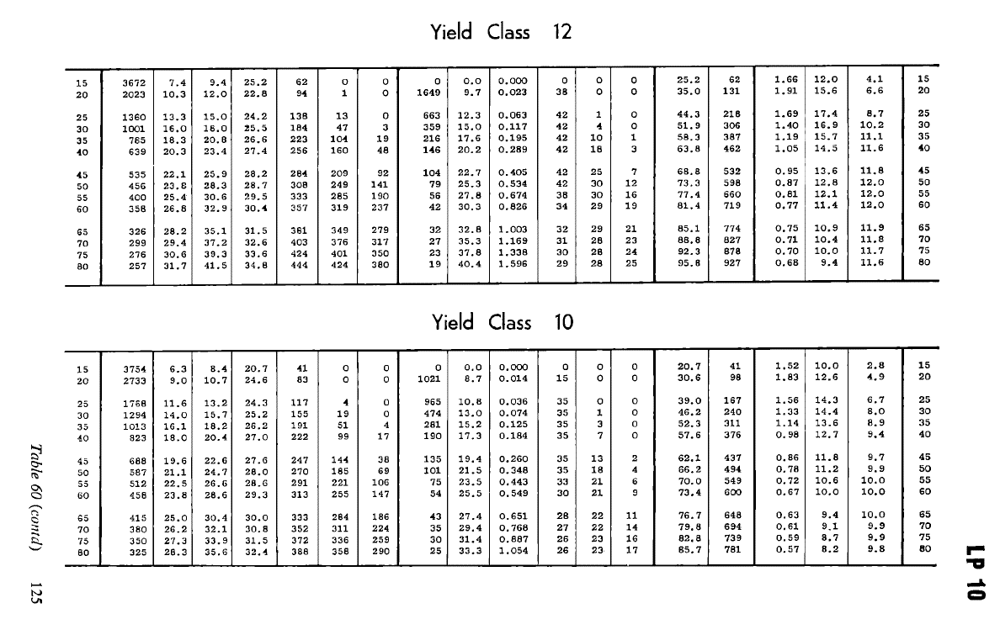 Yield Class 12
15 3672 7.4 9.4 25.2 62 0 0 0 0.0 0.000 0 0 0 25.2 62 1.66 12.0 4.1 15
20 2023 10.3 12.0 22.8 94 1 0 1649 9.7 0.023 38 0 0 35.0 131 1.91 15.6 6.6 20
25 1360 13.3 15.0 24.2 138 13 0 663 12.3 0.063 42 1 0 44.3 218 1.69 17.4 8.7 25
30 1001 16.0 18.0 25.5 184 47 3 359 15.0 0.117 42 4 0 51.9 306 1.40 16.9 10.2 30
35 785 18.3 20.8 26.6 223 104 19 216 17.6 0.195 42 10 1 58.3 387 1.19 15.7 11.1 35
40 639 20.3 23.4 27.4 256 160 48 146 20.2 0.289 42 18 3 63.8 462 1.05 14.5 11.6 40
45 535 22.1 25.9 28.2 284 209 92 104 22.7 0.405 42 25 7 68.8 532 0.95 13.6 11.8 45
50 456 23.8 28.3 28.7 308 249 141 79 25.3 0.534 42 30 12 73.3 598 0.87 12.8 12.0 50
55 400 25.4 30.6 29.5 333 285 190 56 27.8 0.674 38 30 16 77.4 660 0.81 12.1 12.0 55
60 358 26.8 32.9 30.4 357 319 237 42 30.3 0.826 34 29 19 81.4 719 0.77 11.4 12.0 60
65 326 28.2 35.1 31.5 381 349 279 32 32.8 1.003 32 29 21 85.1 774 0.75 10.9 11.9 65
70 299 29.4 37.2 32.6 403 376 317 27 35.3 1.169 31 28 23 88.8 827 0.71 10.4 11.8 70
75 276 30.6 39.3 33.6 424 401 350 23 37.8 1.338 30 28 24 92.3 878 0.70 10.0 11.7 75
80 257 31.7 41.5 34.8 444 424 380 19 40.4 1.596 29 28 25 95.8 927 0.68 9.4 11.6 80
Yield Class 10
15 3754 6.3 8.4 20.7 41 0 0 0 0.0 0.000 0 0 0 20.7 41 1.52 10.0 2.8 15
20 2733 9.0 10.7 24.6 83 0 0 1021 8.7 0.014 15 0 0 30.6 98 1.83 12.6 4.9 20
25 1768 11.6 13.2 24.3 117 4 0 965 10.8 0.036 35 0 0 39.0 167 1.56 14.3 6.7 25
30 1294 14.0 15.7 25.2 155 19 0 474 13.0 0.074 35 1 0 46.2 240 1.33 14.4 8.0 30
35 1013 16.1 18.2 26.2 191 51 4 281 15.2 0.125 35 3 0 52.3 311 1.14 13.6 8.9 35
40 823 18.0 20.4 27.0 222 99 17 190 17.3 0.184 35 7 0 57.6 376 0.98 12.7 9.4 40
45 688 19.6 22.6 27.6 247 144 38 135 19.4 0.260 35 13 2 62.1 437 0.86 11.8 9.7 45
50 587 21.1 24.7 28.0 270 185 69 101 21.5 0.348 35 18 4 66.2 494 0.78 11.2 9.9 50
55 512 22.5 26.6 28.6 291 221 106 75 23.5 0.443 33 21 6 70.0 549 0.72 10.6 10.0 55
60 458 23.8 28.6 29.3 313 255 147 54 25.5 0.549 30 21 9 73.4 600 0.67 10.0 10.0 60
65 415 25.0 30.4 30.0 333 284 186 43 27.4 0.651 28 22 11 76.7 648 0.63 9.4 10.0 65
70 380 26.2 32.1 30.8 352 311 224 35 29.4 0.768 27 22 14 79.8 694 0.61 9.1 9.9 70
75 350 27.3 33.9 31.5 372 336 259 30 31.4 0.887 26 23 16 82.8 739 0.59 8.7 9.9 75
80 325 28.3 35.6 32.4 388 358 290 25 33.3 1.054 26 23 17 85.7 781 0.57 8.2 9.8 80
Table 60 (contd) 125
LP 10